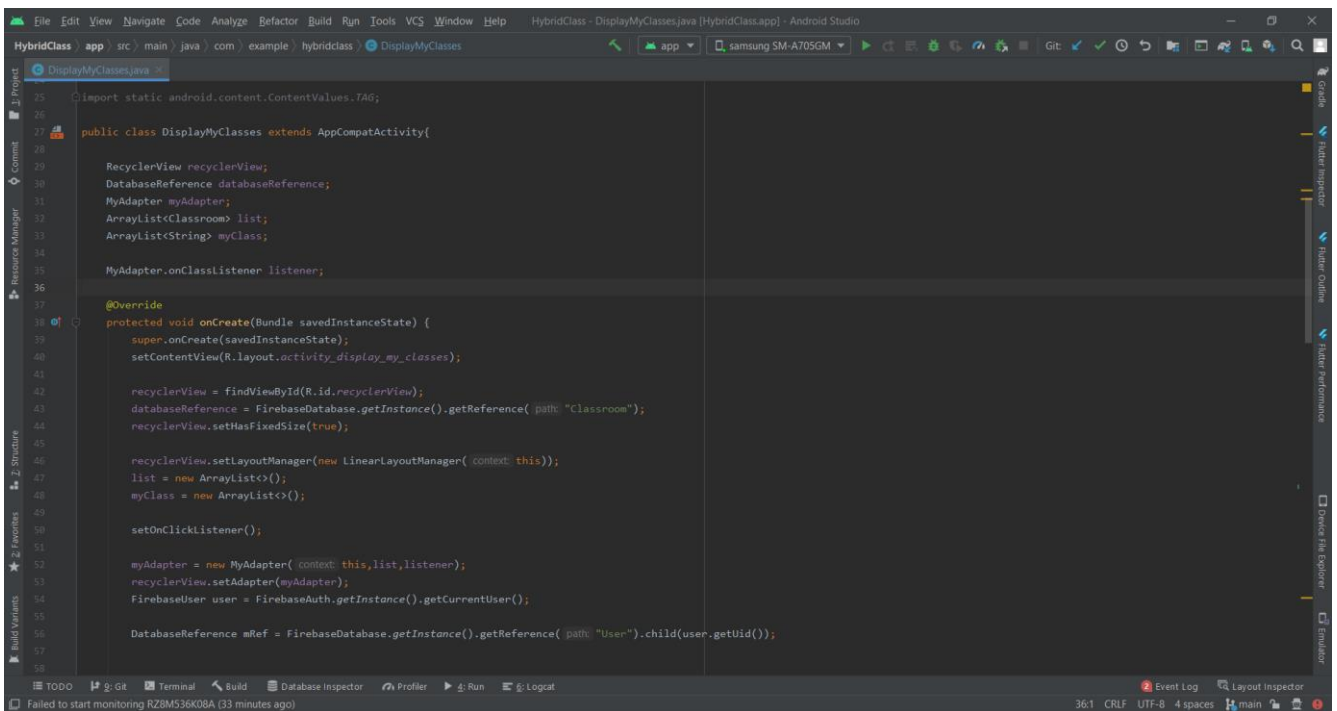 File Edit View Navigate Code Analyze Refactor Build Run Tools VCS Window Help HybridClass - DisplayMyClasses.java [HybridClass.app] - Android Studio
HybridClass app src main java com example hybridclass DisplayMyClasses app samsung SM-A705GM Git:
DisplayMyClasses.java
25 import static android.content.ContentValues.TAG;
26
27 public class DisplayMyClasses extends AppCompatActivity{
28
29 RecyclerView recyclerView;
30 DatabaseReference databaseReference;
31 MyAdapter myAdapter;
32 ArrayList<Classroom> list;
33 ArrayList<String> myClass;
34
35 MyAdapter.onClassListener listener;
36
37 @Override
38 protected void onCreate(Bundle savedInstanceState) {
39 super.onCreate(savedInstanceState);
40 setContentView(R.layout.activity_display_my_classes);
41
42 recyclerView = findViewById(R.id.recyclerView);
43 databaseReference = FirebaseDatabase.getInstance().getReference( path: "Classroom");
44 recyclerView.setHasFixedSize(true);
45
46 recyclerView.setLayoutManager(new LinearLayoutManager( context: this));
47 list = new ArrayList<>();
48 myClass = new ArrayList<>();
49
50 setOnClickListener();
51
52 myAdapter = new MyAdapter( context: this,list,listener);
53 recyclerView.setAdapter(myAdapter);
54 FirebaseUser user = FirebaseAuth.getInstance().getCurrentUser();
55
56 DatabaseReference mRef = FirebaseDatabase.getInstance().getReference( path: "User").child(user.getUid());
57
58
1: Project
Commit
Resource Manager
Z: Structure
2: Favorites
Build Variants
Gradle
Flutter Inspector
Flutter Outline
Flutter Performance
Device File Explorer
Emulator
TODO 9: Git Terminal Build Database Inspector Profiler 4: Run 6: Logcat 2 Event Log Layout Inspector
Failed to start monitoring RZ8M536K08A (33 minutes ago) 36:1 CRLF UTF-8 4 spaces main